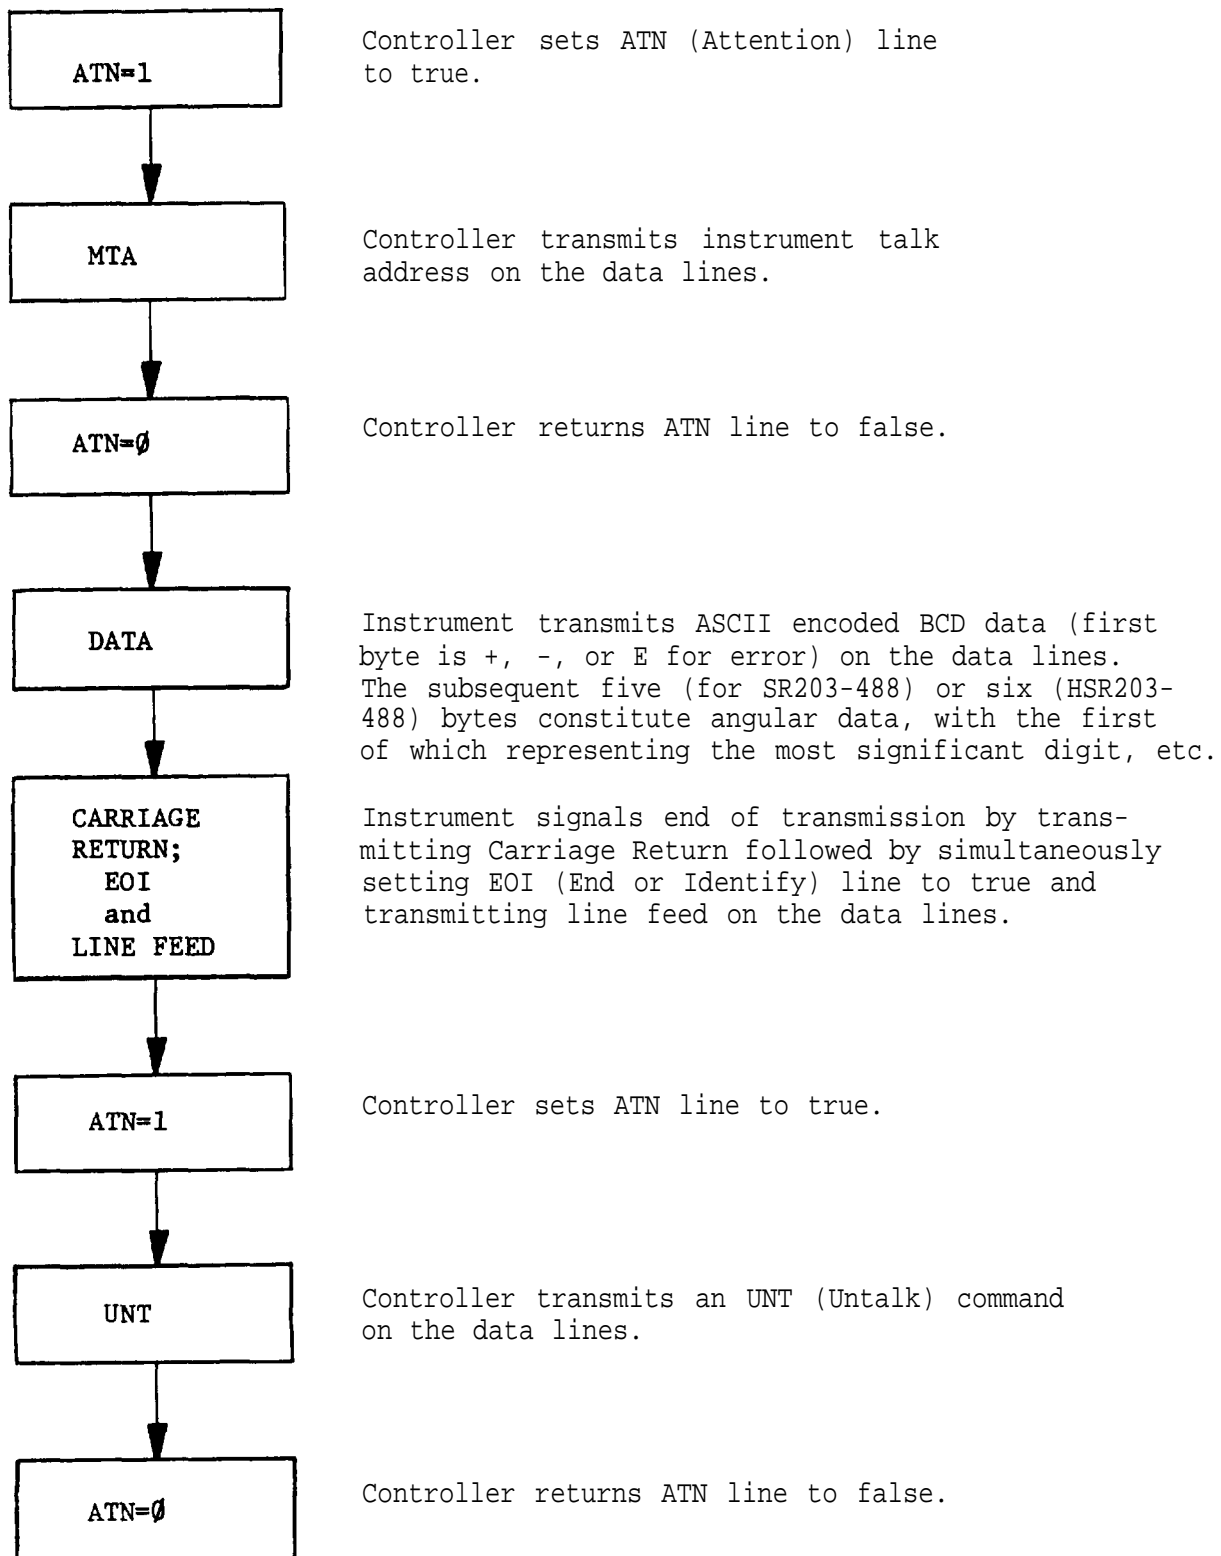 ATN=1
Controller sets ATN (Attention) line
to true.
MTA
Controller transmits instrument talk
address on the data lines.
ATN=Ø
Controller returns ATN line to false.
DATA
Instrument transmits ASCII encoded BCD data (first
byte is +, -, or E for error) on the data lines.
The subsequent five (for SR203-488) or six (HSR203-
488) bytes constitute angular data, with the first
of which representing the most significant digit, etc.
CARRIAGE
RETURN;
EOI
and
LINE FEED
Instrument signals end of transmission by trans-
mitting Carriage Return followed by simultaneously
setting EOI (End or Identify) line to true and
transmitting line feed on the data lines.
ATN=1
Controller sets ATN line to true.
UNT
Controller transmits an UNT (Untalk) command
on the data lines.
ATN=Ø
Controller returns ATN line to false.